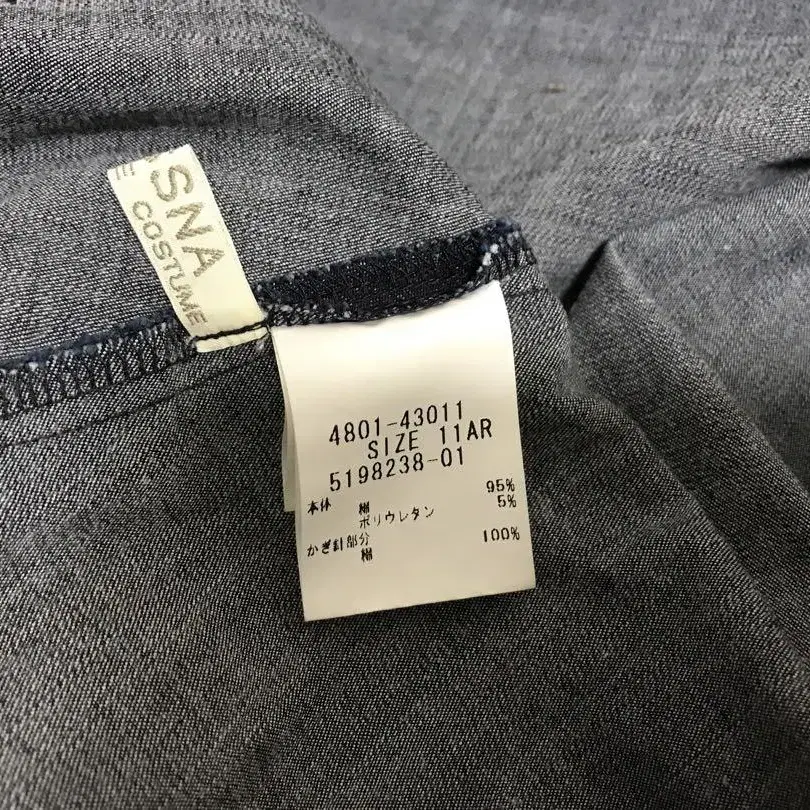 SNA
E COSTUME
4801-43011
SIZE 11AR
5198238-01
本体 綿 95%
ポリウレタン 5%
かぎ針部分
綿 100%